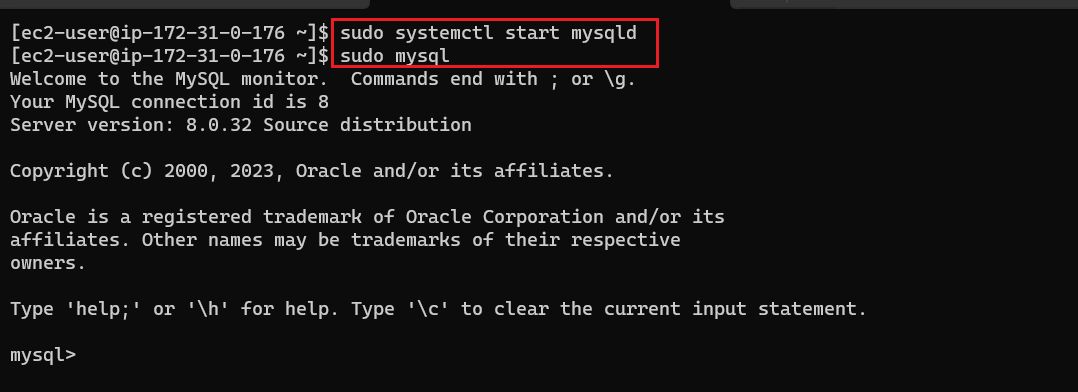 [ec2-user@ip-172-31-0-176 ~]$ sudo systemctl start mysqld
[ec2-user@ip-172-31-0-176 ~]$ sudo mysql
Welcome to the MySQL monitor.  Commands end with ; or \g.
Your MySQL connection id is 8
Server version: 8.0.32 Source distribution
Copyright (c) 2000, 2023, Oracle and/or its affiliates.
Oracle is a registered trademark of Oracle Corporation and/or its
affiliates. Other names may be trademarks of their respective
owners.
Type 'help;' or '\h' for help. Type '\c' to clear the current input statement.
mysql>